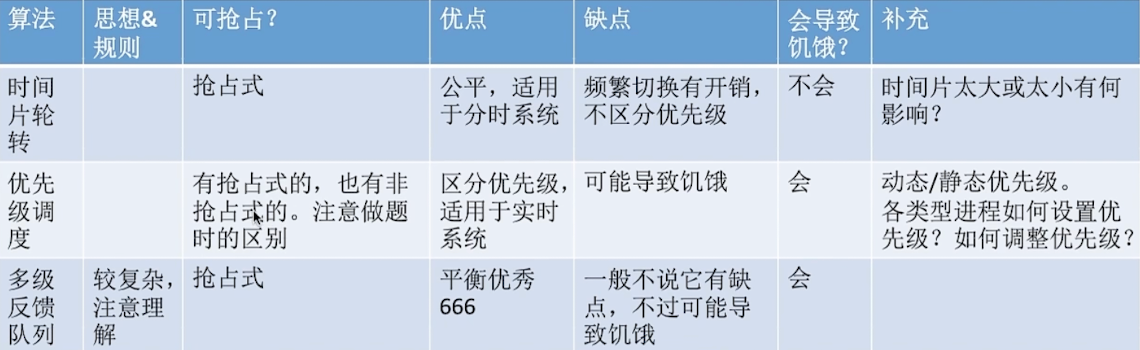 算法
思想&
规则
可抢占？
优点
缺点
会导致
饥饿？
补充
时间
片轮
转
抢占式
公平，适用
于分时系统
频繁切换有开销，
不区分优先级
不会
时间片太大或太小有何
影响？
优先
级调
度
有抢占式的，也有非
抢占式的。注意做题
时的区别
区分优先级，
适用于实时
系统
可能导致饥饿
会
动态/静态优先级。
各类型进程如何设置优
先级？如何调整优先级？
多级
反馈
队列
较复杂，
注意理
解
抢占式
平衡优秀
666
一般不说它有缺
点，不过可能导
致饥饿
会